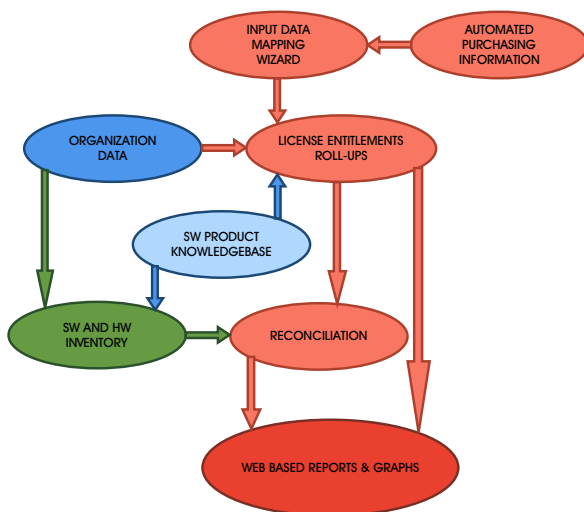 INPUT DATA
MAPPING
WIZARD
AUTOMATED
PURCHASING
INFORMATION
ORGANIZATION
DATA
LICENSE ENTITLEMENTS
ROLL-UPS
SW PRODUCT
KNOWLEDGEBASE
SW AND HW
INVENTORY
RECONCILIATION
WEB BASED REPORTS & GRAPHS